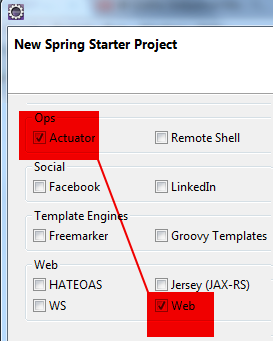 New Spring Starter Project
Ops
Actuator Remote Shell
Social
Facebook LinkedIn
Template Engines
Freemarker Groovy Templates
Web
HATEOAS Jersey (JAX-RS)
WS Web